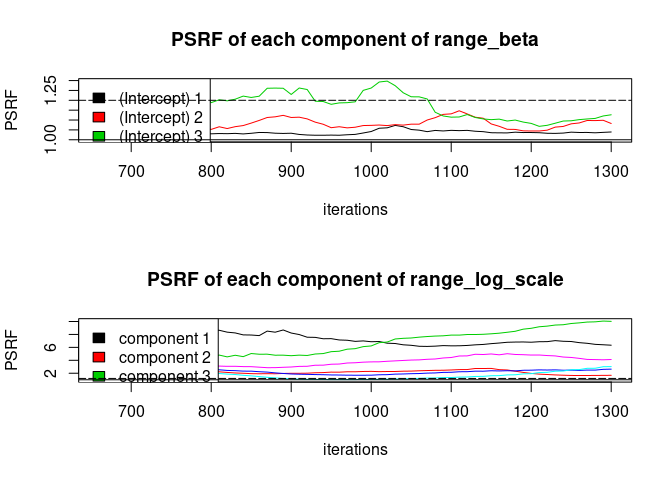 PSRF of each component of range_beta
PSRF
1.00 1.25
(Intercept) 1
(Intercept) 2
(Intercept) 3
700 800 900 1000 1100 1200 1300
iterations
PSRF of each component of range_log_scale
PSRF
2 6
component 1
component 2
component 3
700 800 900 1000 1100 1200 1300
iterations